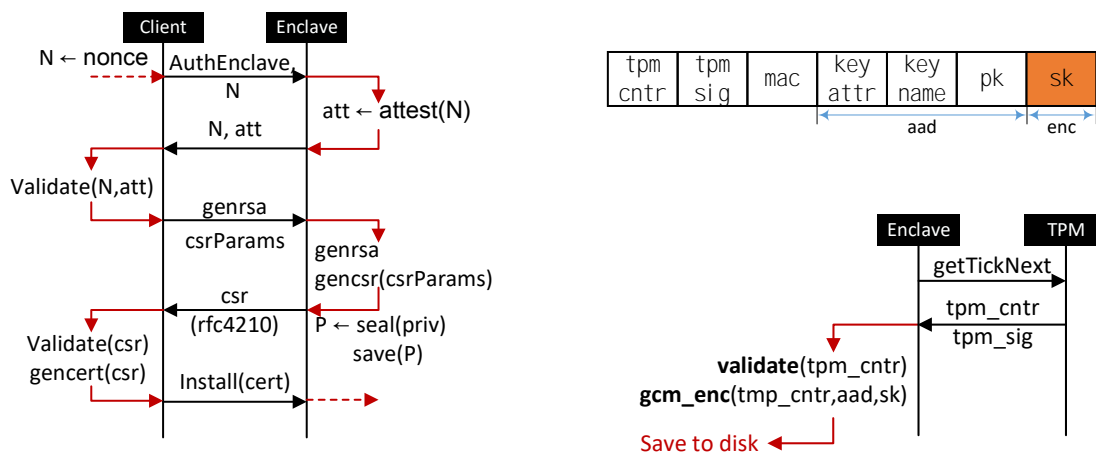 Client
Enclave
N ← nonce
AuthEnclave,
N
att ← attest(N)
N, att
Validate(N,att)
genrsa
csrParams
genrsa
gencsr(csrParams)
csr
(rfc4210)
P ← seal(priv)
save(P)
Validate(csr)
gencert(csr)
Install(cert)
tpm
cntr
tpm
sig
mac
key
attr
key
name
pk
sk
aad
enc
Enclave
TPM
getTickNext
tpm_cntr
tpm_sig
validate(tpm_cntr)
gcm_enc(tmp_cntr,aad,sk)
Save to disk